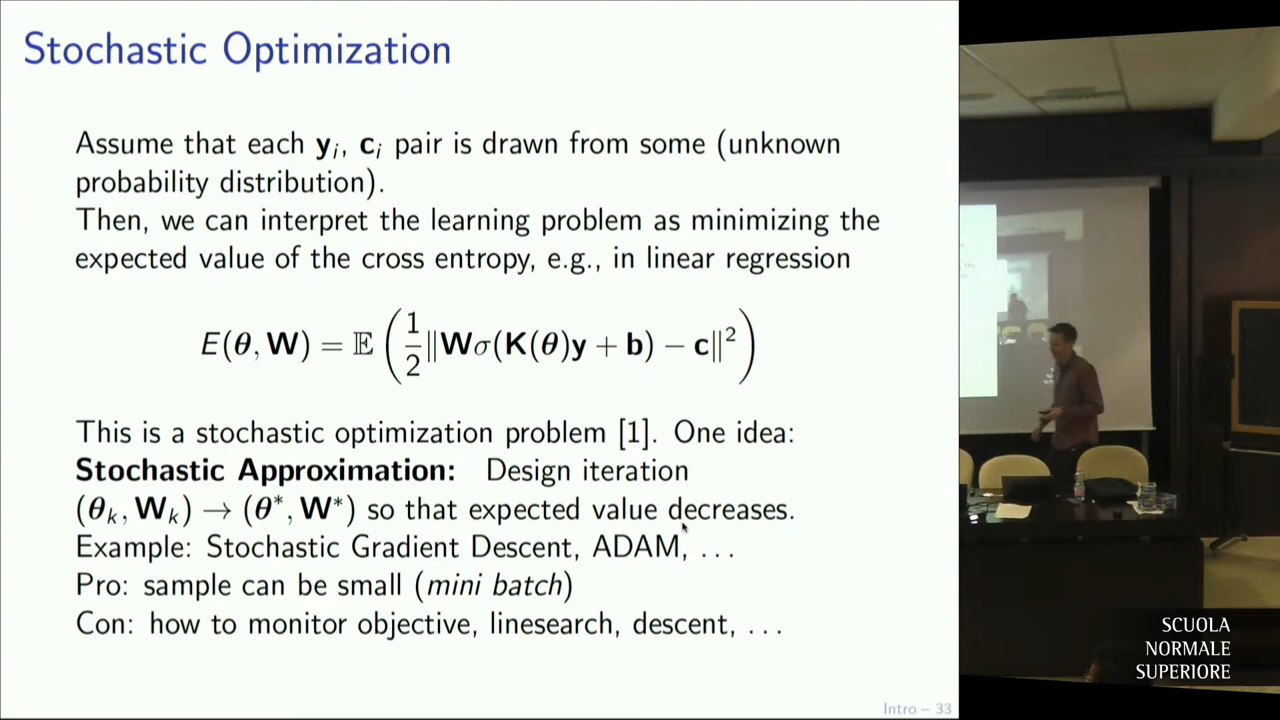 Stochastic Optimization
Assume that each y_i, c_i pair is drawn from some (unknown
probability distribution).
Then, we can interpret the learning problem as minimizing the
expected value of the cross entropy, e.g., in linear regression
E(θ, W) = 𝔼 ( 1/2 ‖Wσ(K(θ)y + b) − c‖² )
This is a stochastic optimization problem [1]. One idea:
Stochastic Approximation: Design iteration
(θ_k, W_k) → (θ*, W*) so that expected value decreases.
Example: Stochastic Gradient Descent, ADAM, ...
Pro: sample can be small (mini batch)
Con: how to monitor objective, linesearch, descent, ...
Intro – 33
SCUOLA
NORMALE
SUPERIORE